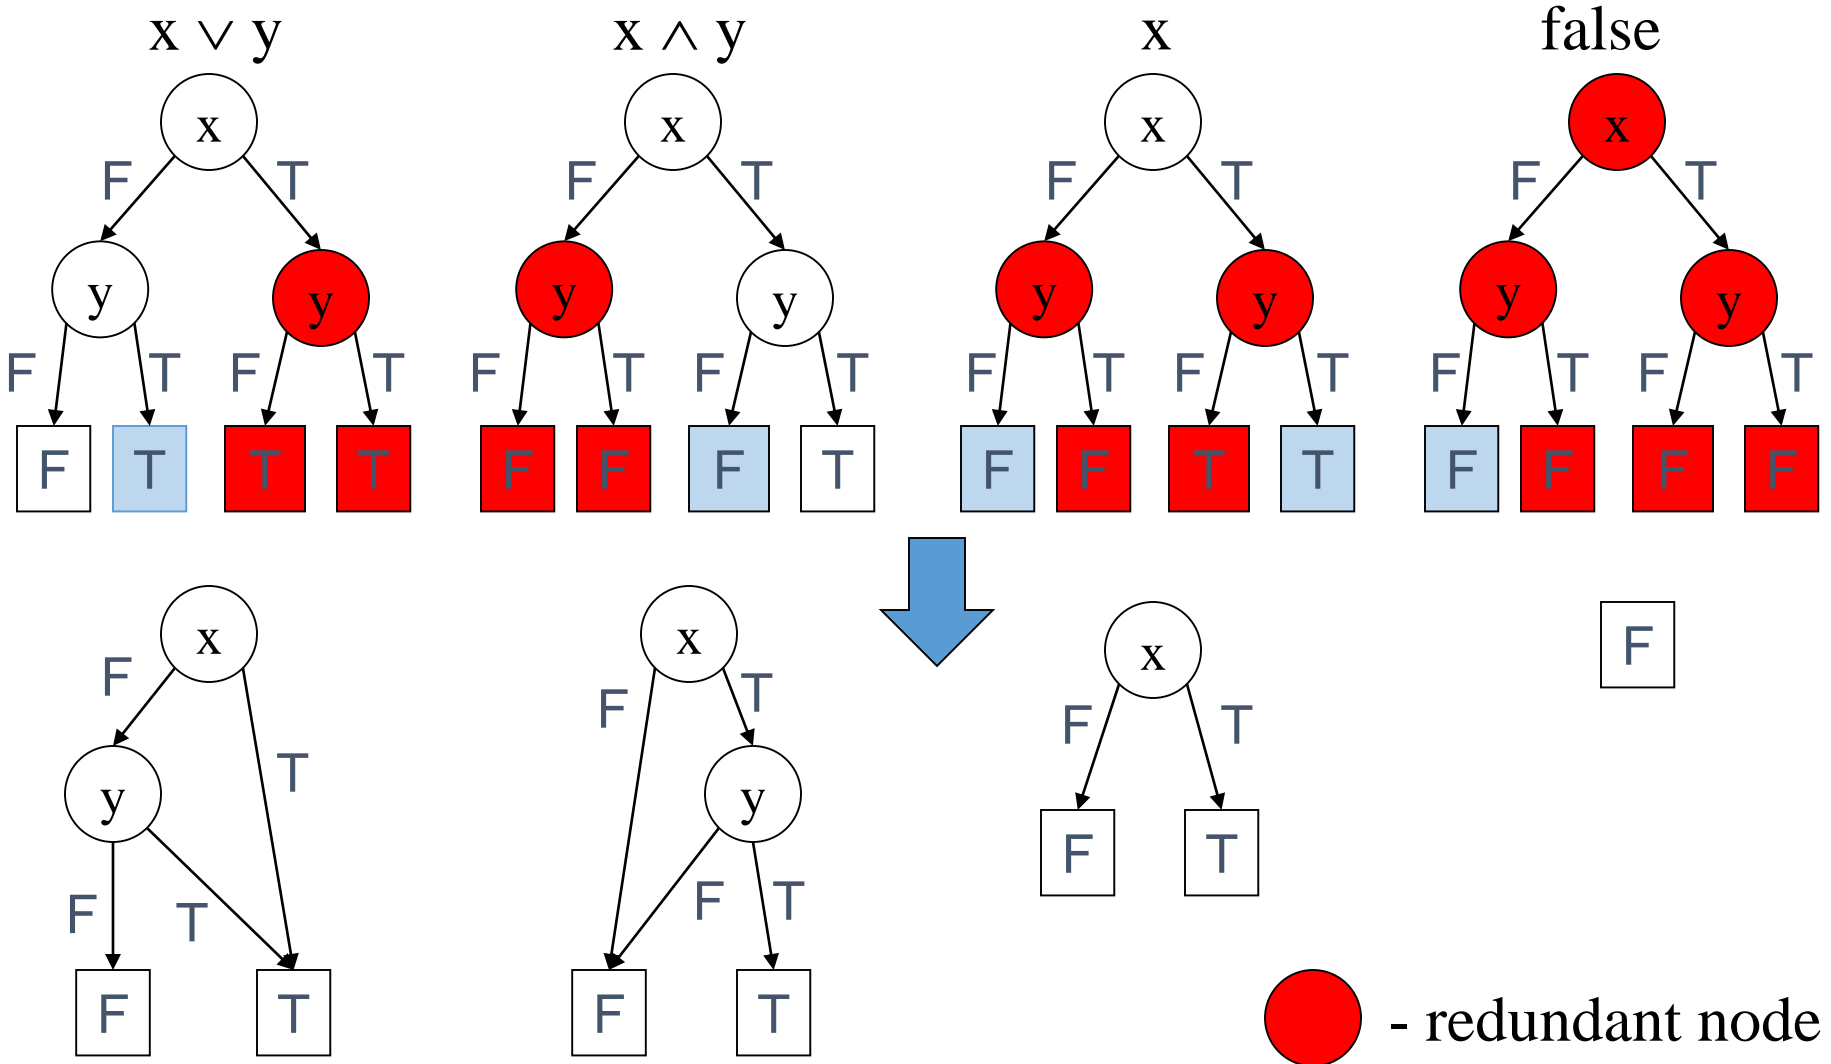 x ∨ y x ∧ y x false
x x x x
F T F T F T F T
y y y y y y y y
F T F T F T F T F T F T F T F T
F T T T F F F T F F T T F F F F
x x x F
F T F T F T
y y F T
F T F T
F T F T
- redundant node